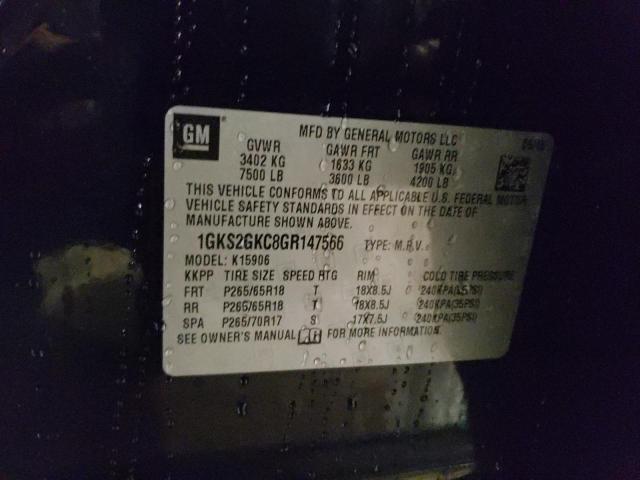 GM
MFD BY GENERAL MOTORS LLC
GVWR GAWR FRT GAWR RR
3402 KG 1633 KG 1905 KG
7500 LB 3600 LB 4200 LB
THIS VEHICLE CONFORMS TO ALL APPLICABLE U.S. FEDERAL MOTOR
VEHICLE SAFETY STANDARDS IN EFFECT ON THE DATE OF
MANUFACTURE SHOWN ABOVE.
1GKS2GKC8GR147566 TYPE: M.P.V.
MODEL: K15906
KKPP TIRE SIZE SPEED RTG RIM COLD TIRE PRESSURE
FRT P265/65R18 T 18X8.5J 240KPA(35PSI)
RR P265/65R18 T 18X8.5J 240KPA(35PSI)
SPA P265/70R17 S 17X7.5J 240KPA(35PSI)
SEE OWNER'S MANUAL FOR MORE INFORMATION.